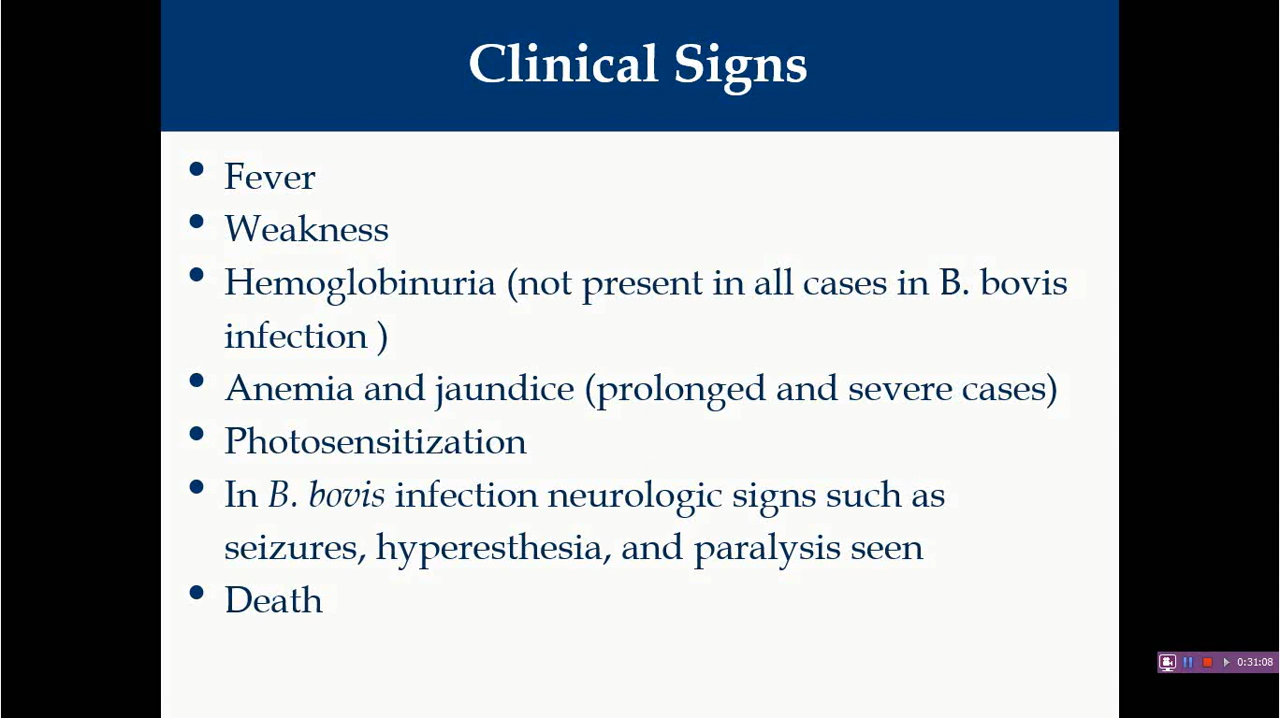 Clinical Signs
• Fever
• Weakness
• Hemoglobinuria (not present in all cases in B. bovis
infection )
• Anemia and jaundice (prolonged and severe cases)
• Photosensitization
• In B. bovis infection neurologic signs such as
seizures, hyperesthesia, and paralysis seen
• Death
0:31:08